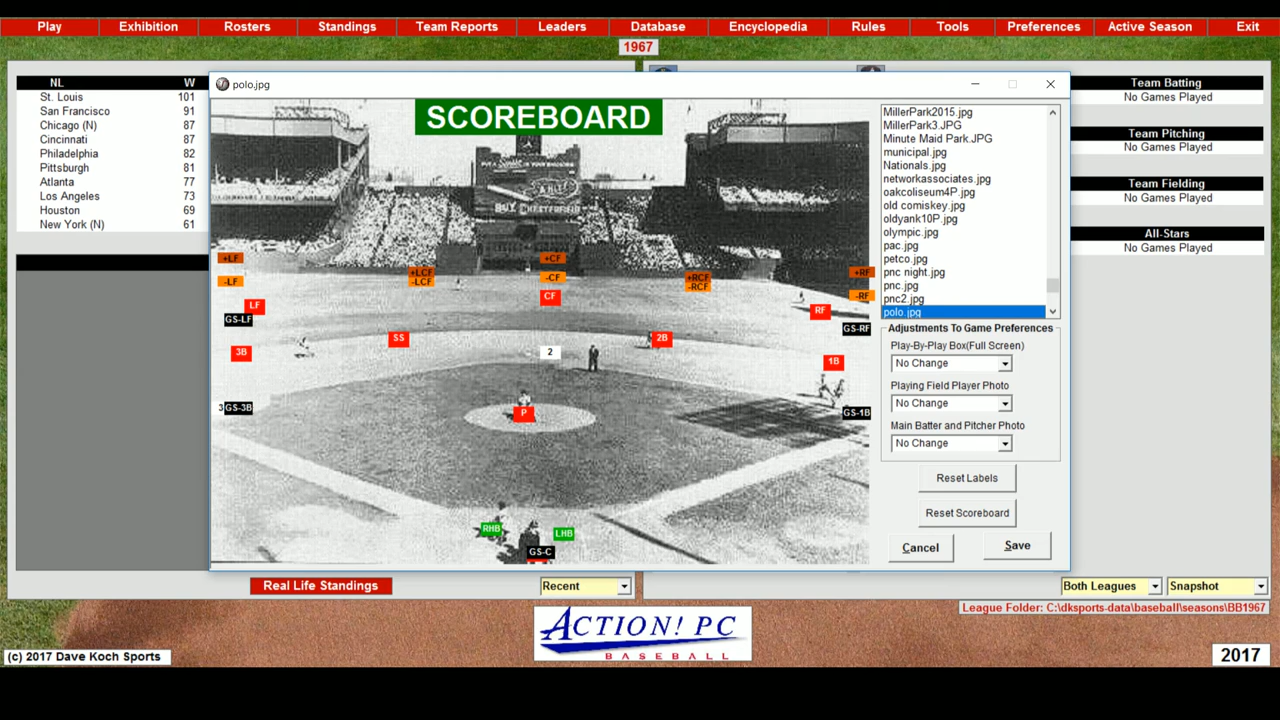 Play Exhibition Rosters Standings Team Reports Leaders Database Encyclopedia Rules Tools Preferences Active Season Exit
1967
NL W
St. Louis 101
San Francisco 91
Chicago (N) 87
Cincinnati 87
Philadelphia 82
Pittsburgh 81
Atlanta 77
Los Angeles 73
Houston 69
New York (N) 61
polo.jpg
SCOREBOARD
A HIT!
BUY CHESTERFIELD
+LF
+LCF
+CF
+RCF
+RF
-LF
-LCF
-CF
-RCF
-RF
LF
CF
RF
GS-LF
GS-RF
3B
SS
2
2B
1B
3
GS-3B
P
GS-1B
RHB
LHB
GS-C
MillerPark2015.jpg
MillerPark3.JPG
Minute Maid Park.JPG
municipal.jpg
Nationals.jpg
networkassociates.jpg
oakcoliseum4P.jpg
old comiskey.jpg
oldyank10P.jpg
olympic.jpg
pac.jpg
petco.jpg
pnc night.jpg
pnc.jpg
pnc2.jpg
polo.jpg
Adjustments To Game Preferences
Play-By-Play Box(Full Screen)
No Change
Playing Field Player Photo
No Change
Main Batter and Pitcher Photo
No Change
Reset Labels
Reset Scoreboard
Cancel Save
Team Batting
No Games Played
Team Pitching
No Games Played
Team Fielding
No Games Played
All-Stars
No Games Played
Real Life Standings
Recent
Both Leagues
Snapshot
League Folder: C:\dksports-data\baseball\seasons\BB1967
ACTION! PC
BASEBALL
(c) 2017 Dave Koch Sports
2017